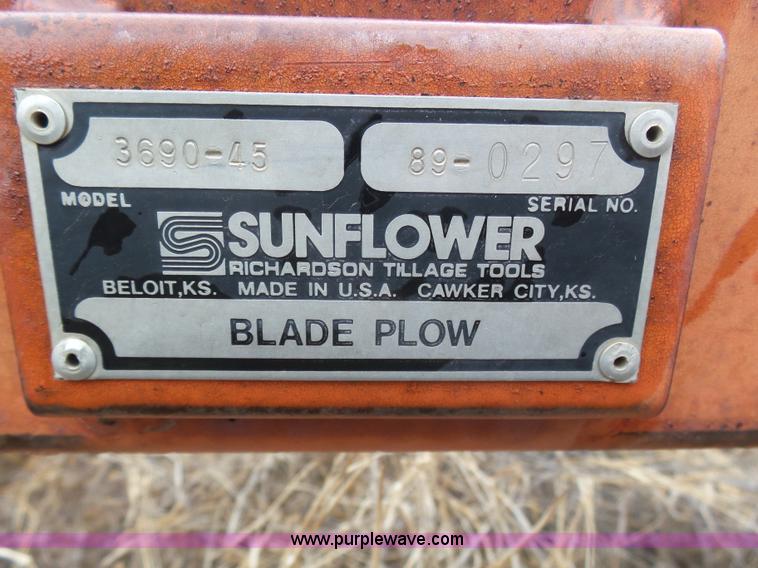 3690-45 89-0297
MODEL SERIAL NO.
SUNFLOWER
RICHARDSON TILLAGE TOOLS
BELOIT,KS. MADE IN U.S.A. CAWKER CITY,KS.
BLADE PLOW
www.purplewave.com